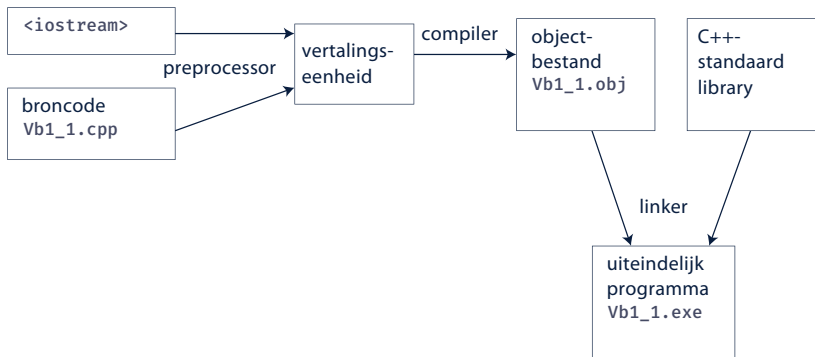 <iostream>
preprocessor
broncode
Vb1_1.cpp
vertalings-
eenheid
compiler
object-
bestand
Vb1_1.obj
C++-
standaard
library
linker
uiteindelijk
programma
Vb1_1.exe